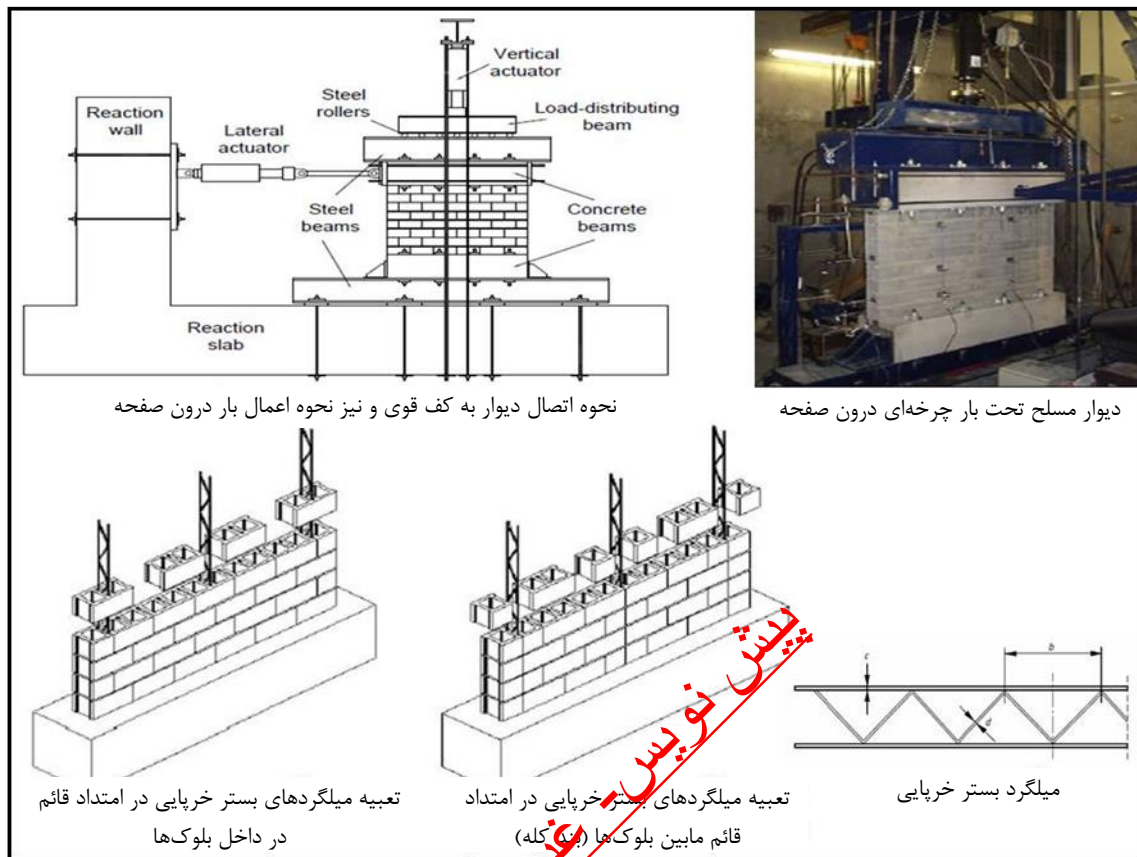 Vertical
actuator
Steel
rollers
Load-distributing
beam
Reaction
wall
Lateral
actuator
Steel
beams
Concrete
beams
Reaction
slab
نحوه اتصال دیوار به کف قوی و نیز نحوه اعمال بار درون صفحه
دیوار مسلح تحت بار چرخه‌ای درون صفحه
c
b
d
میلگرد بستر خرپایی
تعبیه میلگردهای بستر خرپایی در امتداد
قائم مابین بلوک‌ها (بند کله)
تعبیه میلگردهای بستر خرپایی در امتداد قائم
در داخل بلوک‌ها
پیش نویس-